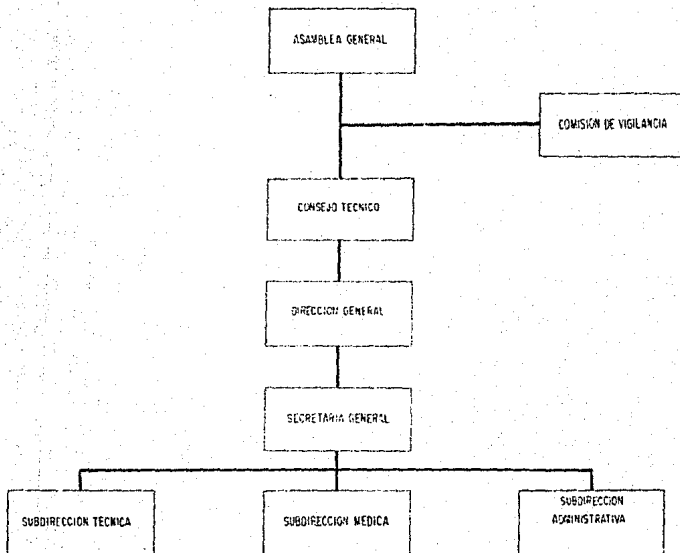 ASAMBLEA GENERAL
COMISION DE VIGILANCIA
CONSEJO TECNICO
DIRECCION GENERAL
SECRETARIA GENERAL
SUBDIRECCION TECNICA
SUBDIRECCION MEDICA
SUBDIRECCION
ADMINISTRATIVA